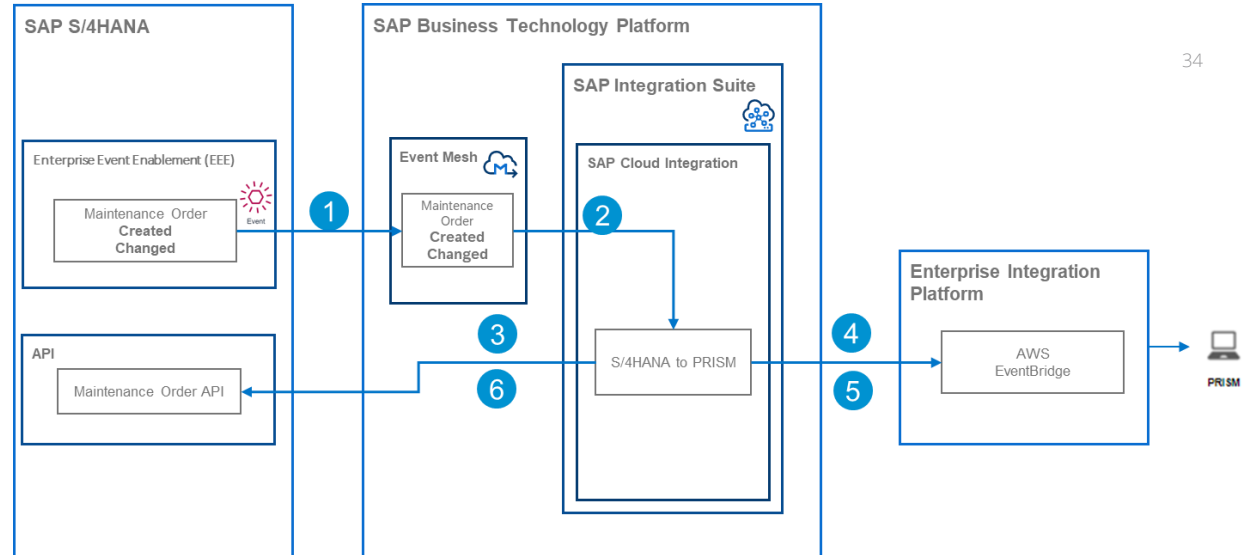 SAP S/4HANA
SAP Business Technology Platform
34
SAP Integration Suite
Enterprise Event Enablement (EEE)
Event Mesh
SAP Cloud Integration
Maintenance Order
Created
Changed
Event
1
Maintenance
Order
Created
Changed
2
Enterprise Integration
Platform
3
4
API
Maintenance Order API
S/4HANA to PRISM
AWS
EventBridge
6
5
PRISM